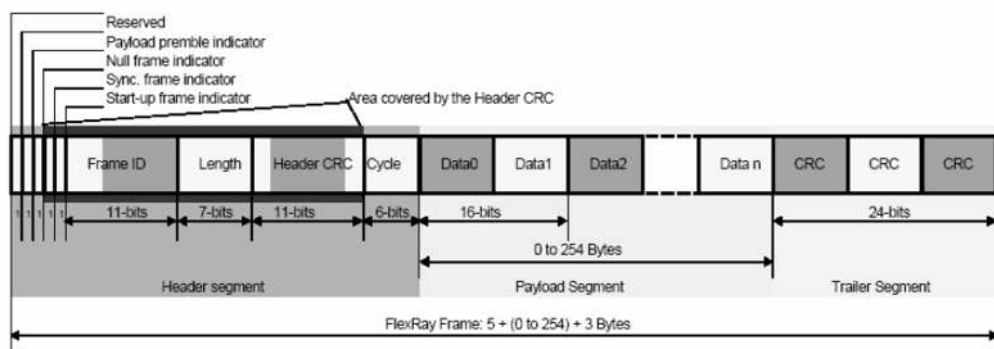 Reserved
Payload premble indicator
Null frame indicator
Sync. frame indicator
Start-up frame indicator
Area covered by the Header CRC
Frame ID Length Header CRC Cycle Data0 Data1 Data2 Data n CRC CRC CRC
1 1 1 1 1 11-bits 7-bits 11-bits 6-bits 16-bits 24-bits
0 to 254 Bytes
Header segment Payload Segment Trailer Segment
FlexRay Frame: 5 + (0 to 254) + 3 Bytes